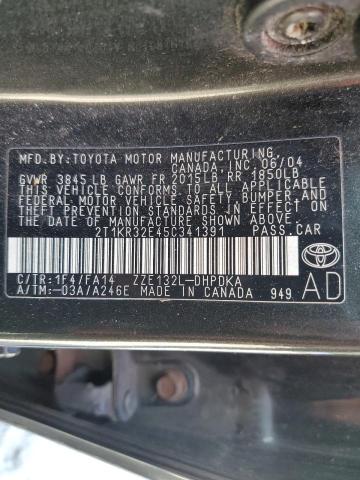 MFD.BY:TOYOTA MOTOR MANUFACTURING,
CANADA, INC. 06/04
GVWR 3845LB GAWR FR 2015LB RR 1850LB
THIS VEHICLE CONFORMS TO ALL APPLICABLE
FEDERAL MOTOR VEHICLE SAFETY, BUMPER, AND
THEFT PREVENTION STANDARDS IN EFFECT ON
THE DATE OF MANUFACTURE SHOWN ABOVE.
2T1KR32E45C341391 PASS.CAR
C/TR:1F4/FA14 ZZE132L-DHPDKA
A/TM:-03A/A246E MADE IN CANADA 949
AD
TOYOTA